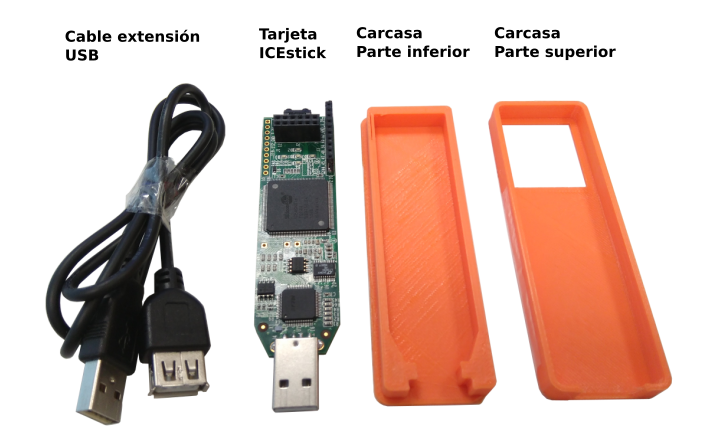 Cable extensión
USB
Tarjeta
ICEstick
Carcasa
Parte inferior
Carcasa
Parte superior